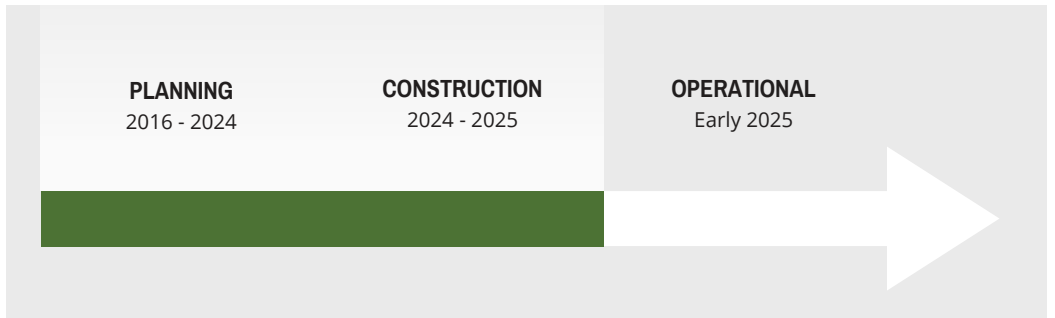 PLANNING
2016 - 2024
CONSTRUCTION
2024 - 2025
OPERATIONAL
Early 2025